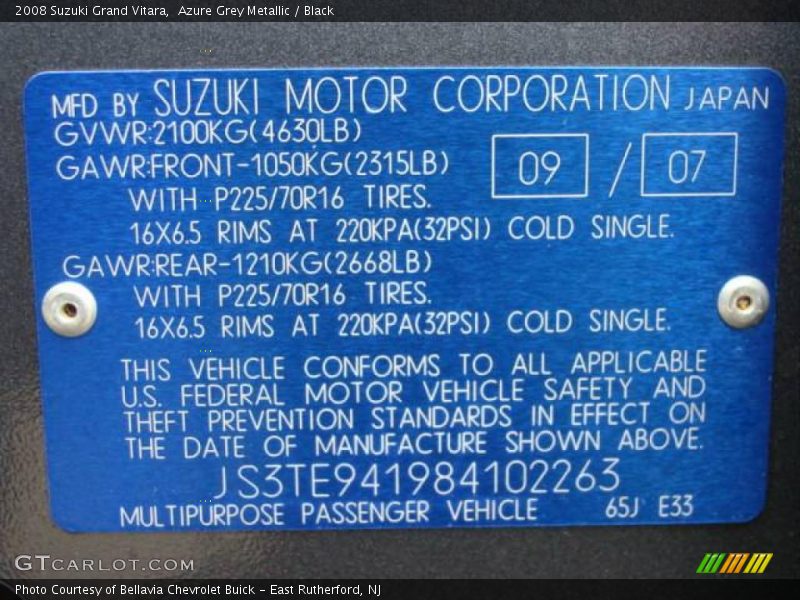 2008 Suzuki Grand Vitara, Azure Grey Metallic / Black
MFD BY SUZUKI MOTOR CORPORATION JAPAN
GVWR:2100KG(4630LB)
GAWR:FRONT-1050KG(2315LB) 09 / 07
WITH P225/70R16 TIRES.
16X6.5 RIMS AT 220KPA(32PSI) COLD SINGLE.
GAWR:REAR-1210KG(2668LB)
WITH P225/70R16 TIRES.
16X6.5 RIMS AT 220KPA(32PSI) COLD SINGLE.
THIS VEHICLE CONFORMS TO ALL APPLICABLE
U.S. FEDERAL MOTOR VEHICLE SAFETY AND
THEFT PREVENTION STANDARDS IN EFFECT ON
THE DATE OF MANUFACTURE SHOWN ABOVE.
JS3TE941984102263
MULTIPURPOSE PASSENGER VEHICLE 65J E33
GTCARLOT.COM
Photo Courtesy of Bellavia Chevrolet Buick - East Rutherford, NJ